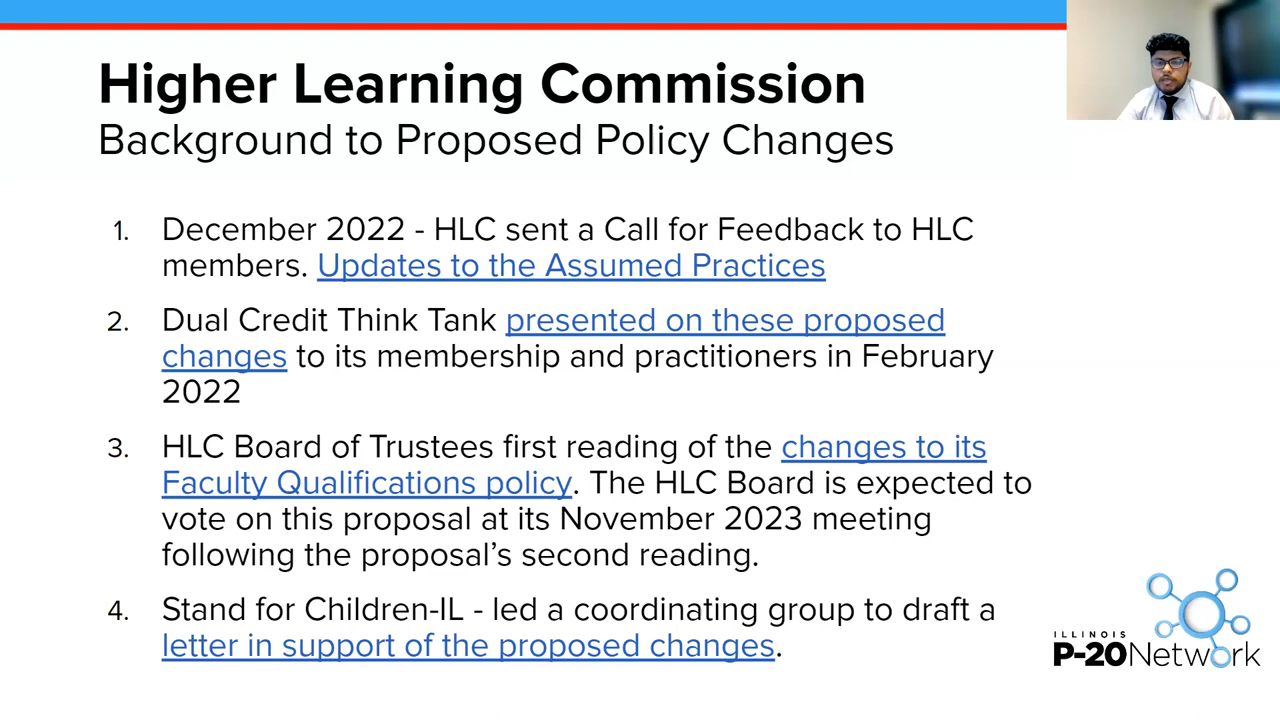 Higher Learning Commission
Background to Proposed Policy Changes
1. December 2022 - HLC sent a Call for Feedback to HLC
members. Updates to the Assumed Practices
2. Dual Credit Think Tank presented on these proposed
changes to its membership and practitioners in February
2022
3. HLC Board of Trustees first reading of the changes to its
Faculty Qualifications policy. The HLC Board is expected to
vote on this proposal at its November 2023 meeting
following the proposal’s second reading.
4. Stand for Children-IL - led a coordinating group to draft a
letter in support of the proposed changes.
ILLINOIS
P-20Network